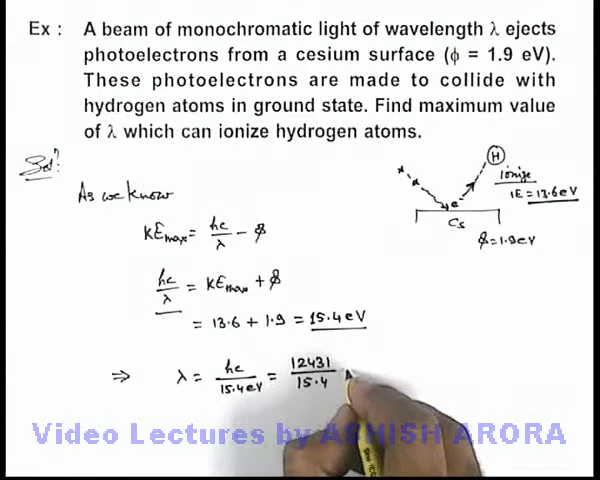 Ex : A beam of monochromatic light of wavelength λ ejects
photoelectrons from a cesium surface (ϕ = 1.9 eV).
These photoelectrons are made to collide with
hydrogen atoms in ground state. Find maximum value
of λ which can ionize hydrogen atoms.
Sol?
As we know
KEmax = hc/λ - ϕ
hc/λ = KEmax + ϕ
= 13.6 + 1.9 = 15.4 eV
⇒ λ = hc/15.4 eV = 12431/15.4
H
ionize
IE = 13.6 eV
e
Cs
ϕ = 1.9 eV
Video Lectures by ASHISH ARORA